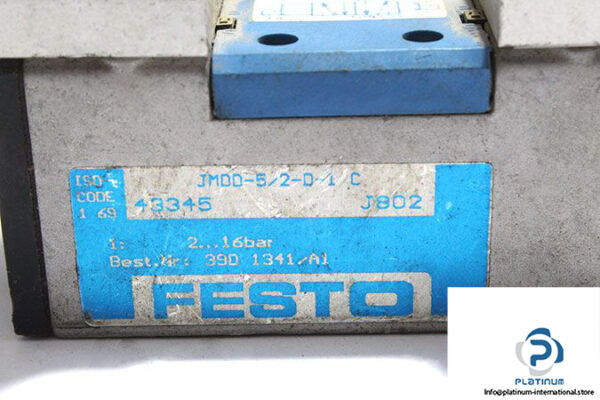 ISO
CODE
1 69
JMDD-5/2-D-1 C
43345 J802
1: 2...16bar
Best.Nr: 390 1341/A1
FESTO
PLATINUM
Info@platinum-international.store